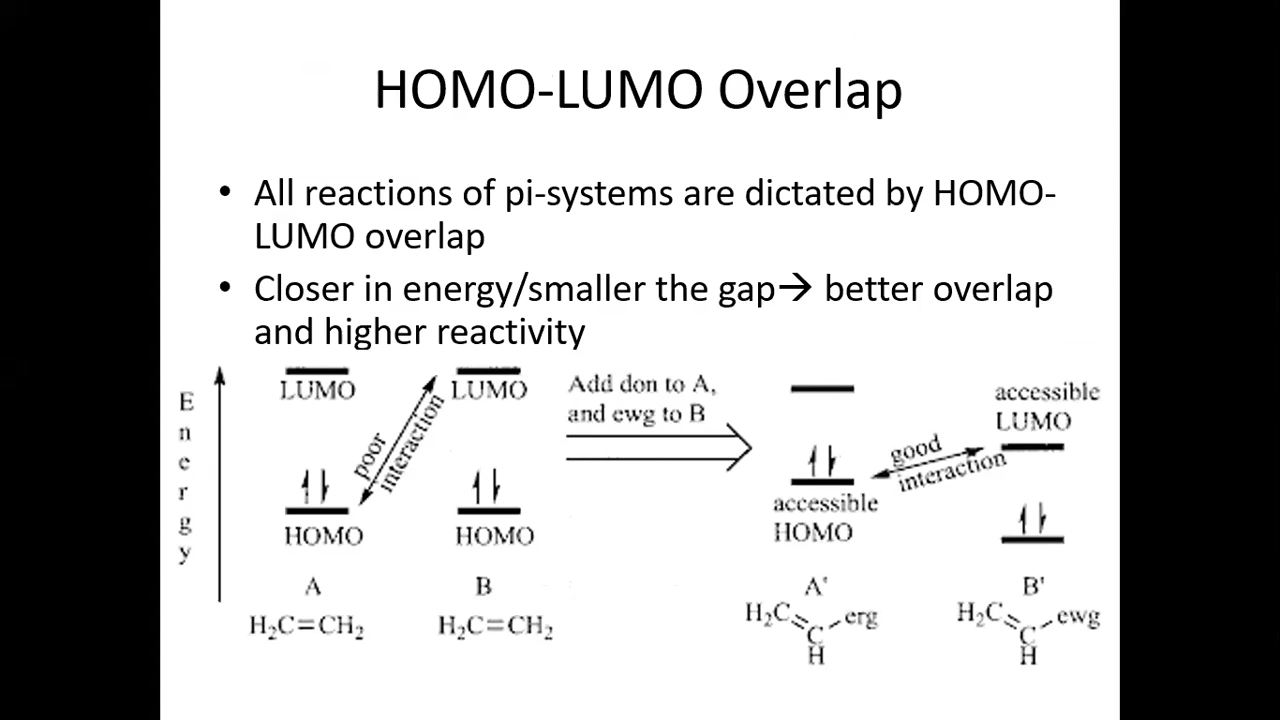 HOMO-LUMO Overlap
• All reactions of pi-systems are dictated by HOMO-
LUMO overlap
• Closer in energy/smaller the gap→ better overlap
and higher reactivity
Energy
LUMO
HOMO
A
H₂C=CH₂
poor
interaction
LUMO
HOMO
B
H₂C=CH₂
Add don to A,
and ewg to B
accessible
HOMO
A'
H₂C
C
erg
H
good
interaction
accessible
LUMO
B'
H₂C
C
ewg
H